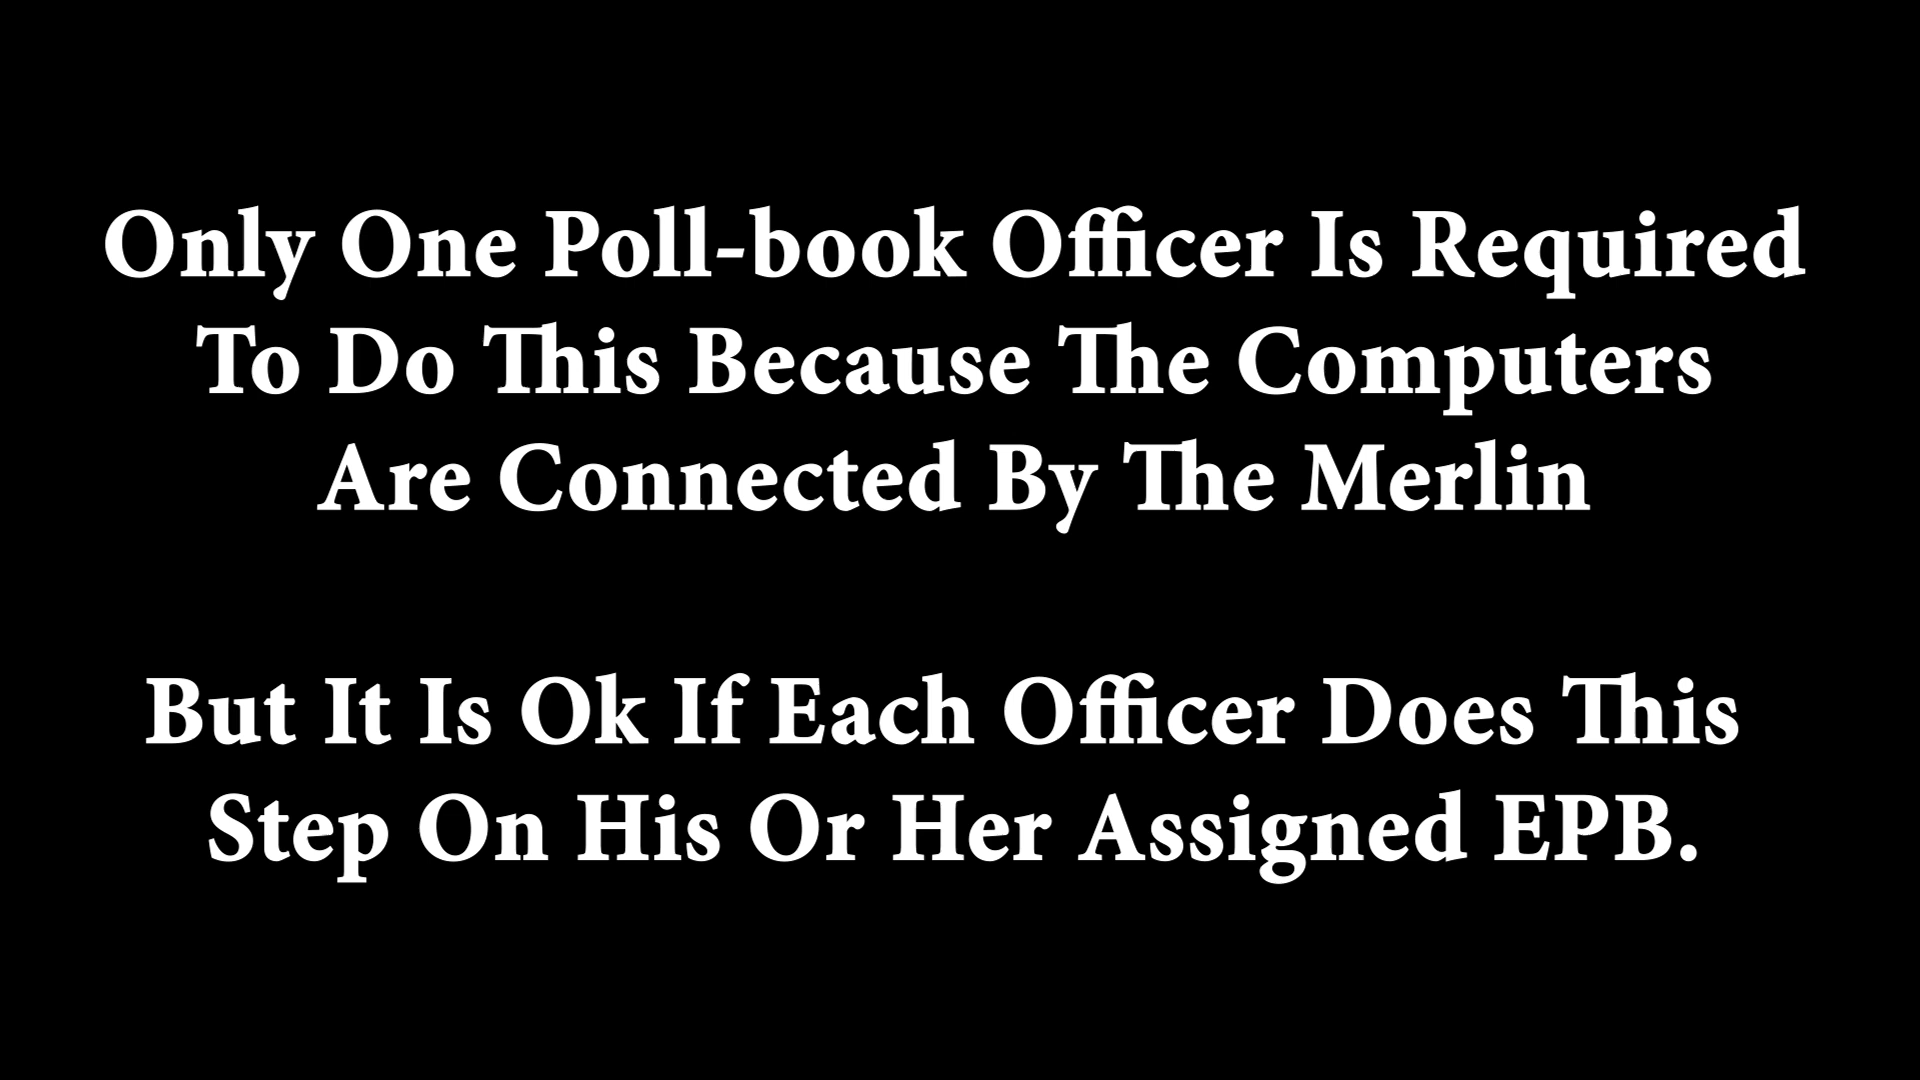 Only One Poll-book Officer Is Required
To Do This Because The Computers
Are Connected By The Merlin
But It Is Ok If Each Officer Does This
Step On His Or Her Assigned EPB.